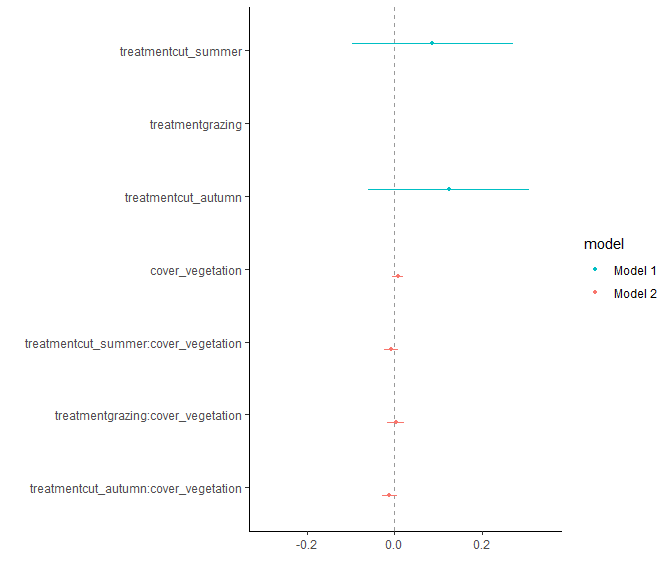 treatmentcut_summer
treatmentgrazing
treatmentcut_autumn
cover_vegetation
treatmentcut_summer:cover_vegetation
treatmentgrazing:cover_vegetation
treatmentcut_autumn:cover_vegetation
-0.2 0.0 0.2
model
Model 1
Model 2